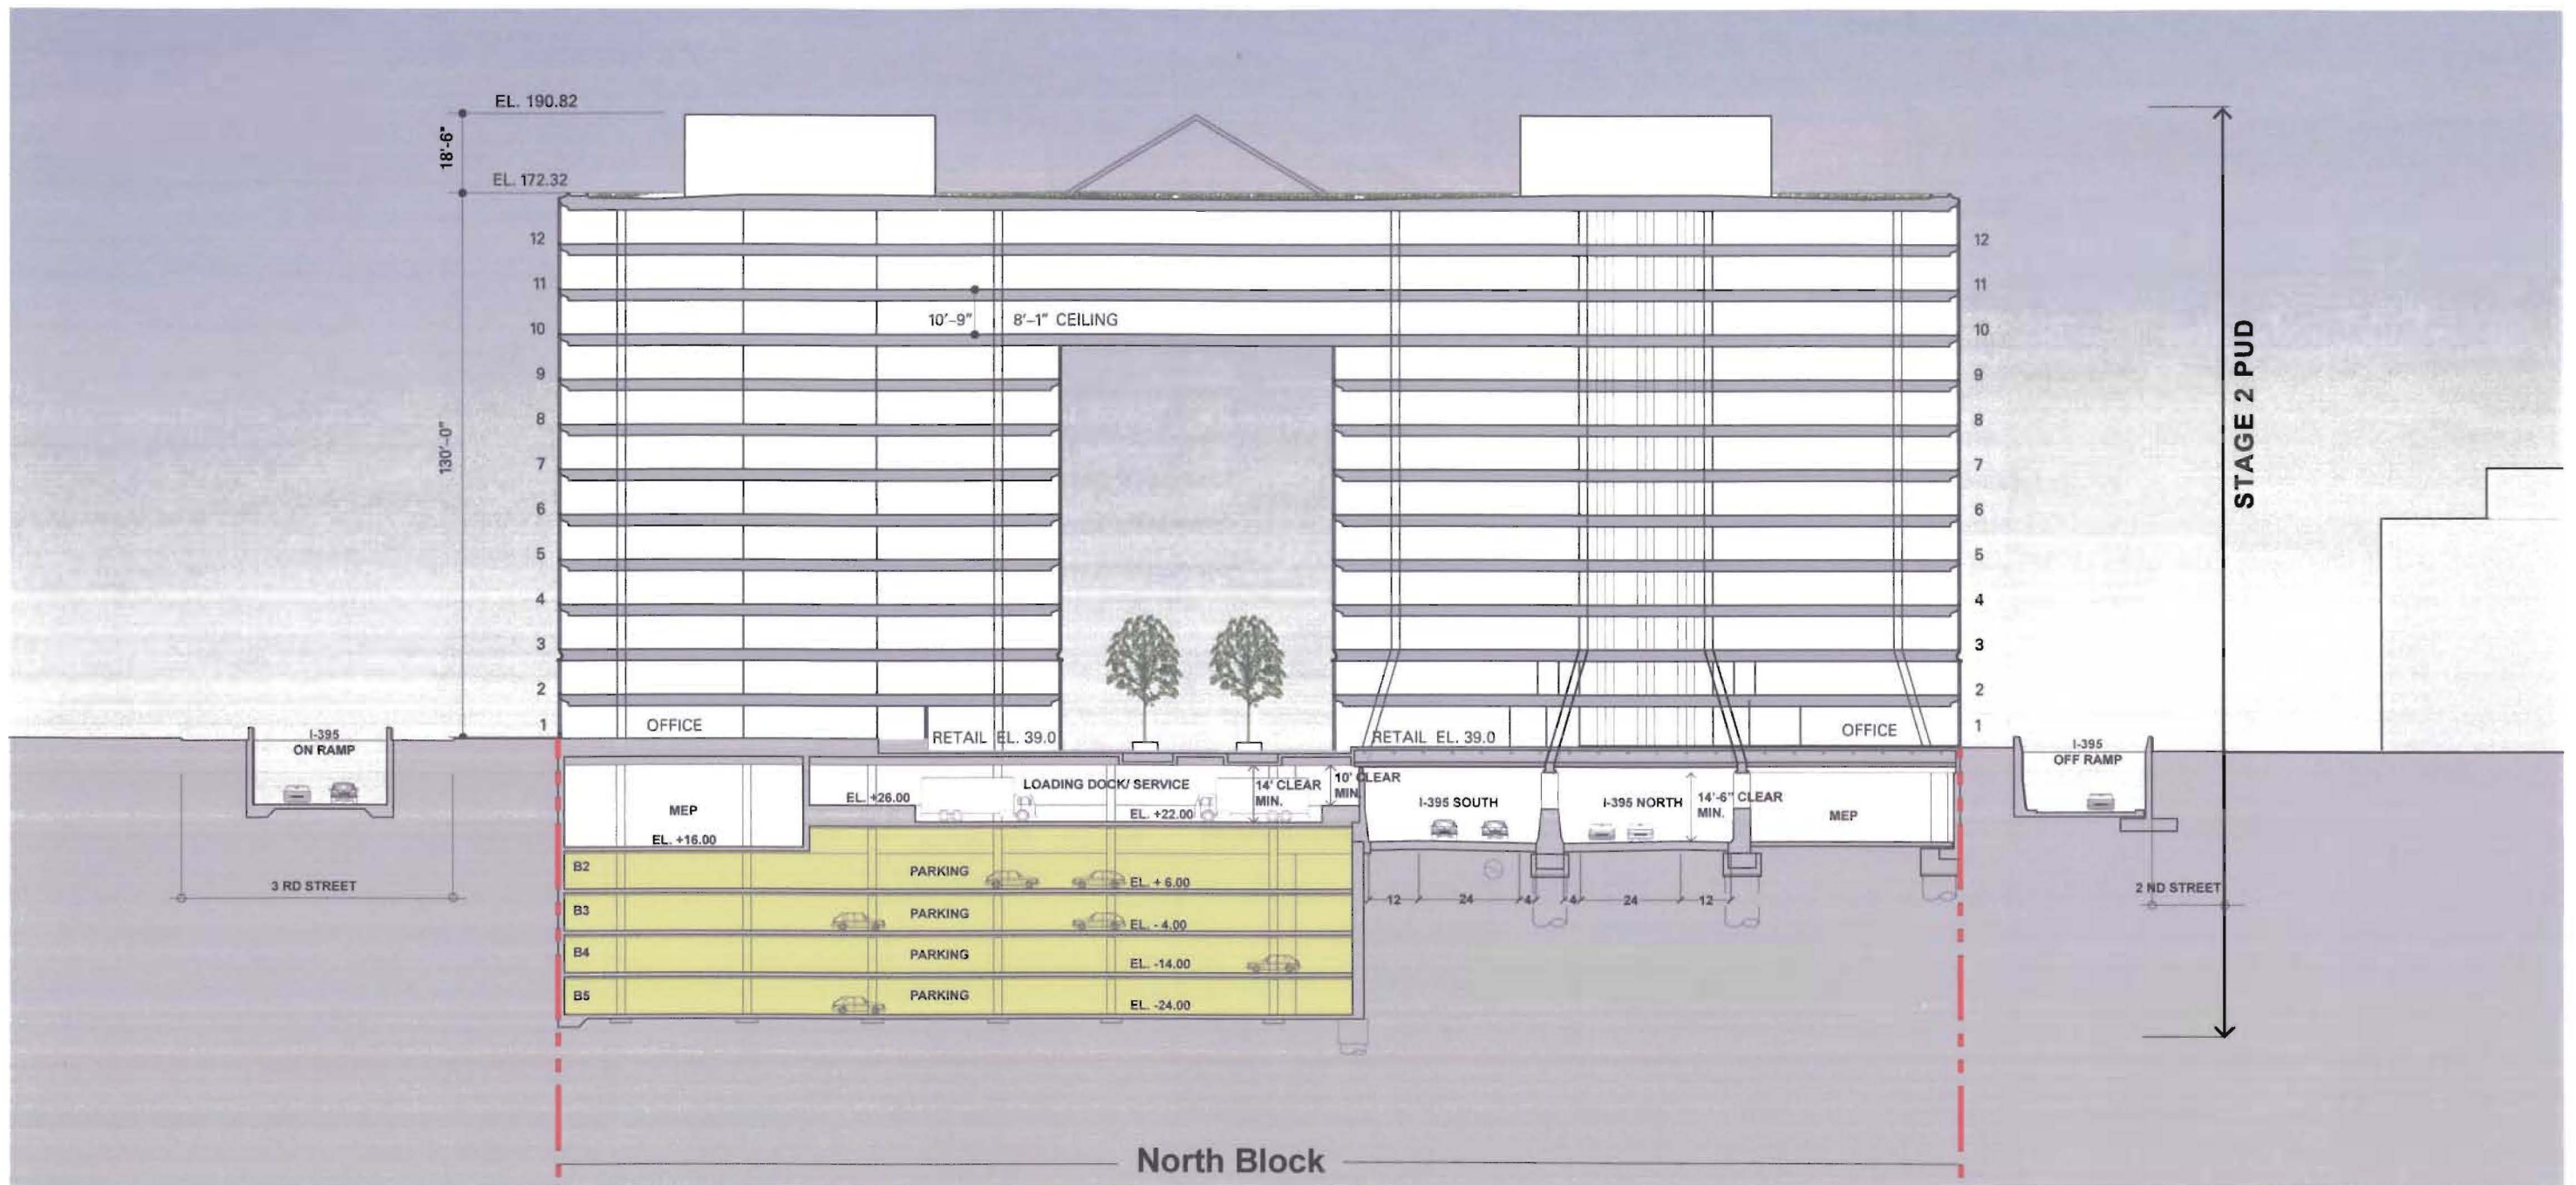 EL. 190.82
18'-6"
EL. 172.32
130'-0"
12
11
10
9
8
7
6
5
4
3
2
1
10'-9"
8'-1" CEILING
12
11
10
9
8
7
6
5
4
3
2
1
STAGE 2 PUD
OFFICE
RETAIL EL. 39.0
RETAIL EL. 39.0
OFFICE
I-395
ON RAMP
I-395
OFF RAMP
MEP
EL. +16.00
LOADING DOCK/ SERVICE
EL. +26.00
EL. +22.00
14' CLEAR
MIN.
10' CLEAR
MIN.
I-395 SOUTH
I-395 NORTH
14'-6" CLEAR
MIN.
MEP
3 RD STREET
2 ND STREET
B2
PARKING
EL. + 6.00
B3
PARKING
EL. - 4.00
B4
PARKING
EL. -14.00
B5
PARKING
EL. -24.00
12
24
4
4
24
12
North Block